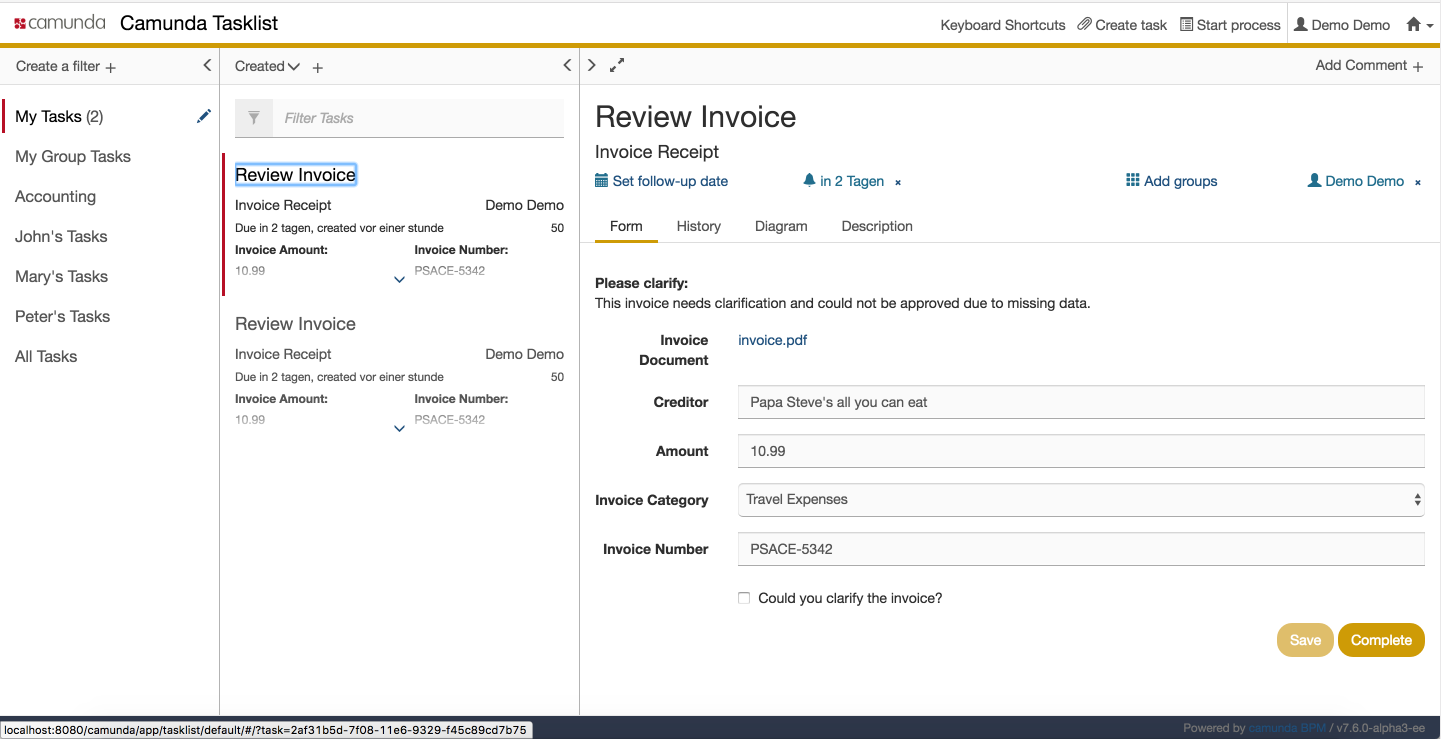 camunda Camunda Tasklist
Keyboard Shortcuts Create task Start process Demo Demo
Create a filter +
My Tasks (2)
My Group Tasks
Accounting
John's Tasks
Mary's Tasks
Peter's Tasks
All Tasks
Created +
Filter Tasks
Review Invoice
Invoice Receipt Demo Demo
Due in 2 tagen, created vor einer stunde 50
Invoice Amount: Invoice Number:
10.99 PSACE-5342
Review Invoice
Invoice Receipt Demo Demo
Due in 2 tagen, created vor einer stunde 50
Invoice Amount: Invoice Number:
10.99 PSACE-5342
Add Comment +
Review Invoice
Invoice Receipt
Set follow-up date in 2 Tagen × Add groups Demo Demo ×
Form History Diagram Description
Please clarify:
This invoice needs clarification and could not be approved due to missing data.
Invoice
Document
invoice.pdf
Creditor Papa Steve's all you can eat
Amount 10.99
Invoice Category Travel Expenses
Invoice Number PSACE-5342
Could you clarify the invoice?
Save Complete
localhost:8080/camunda/app/tasklist/default/#/?task=2af31b5d-7f08-11e6-9329-f45c89cd7b75
Powered by camunda BPM / v7.6.0-alpha3-ee